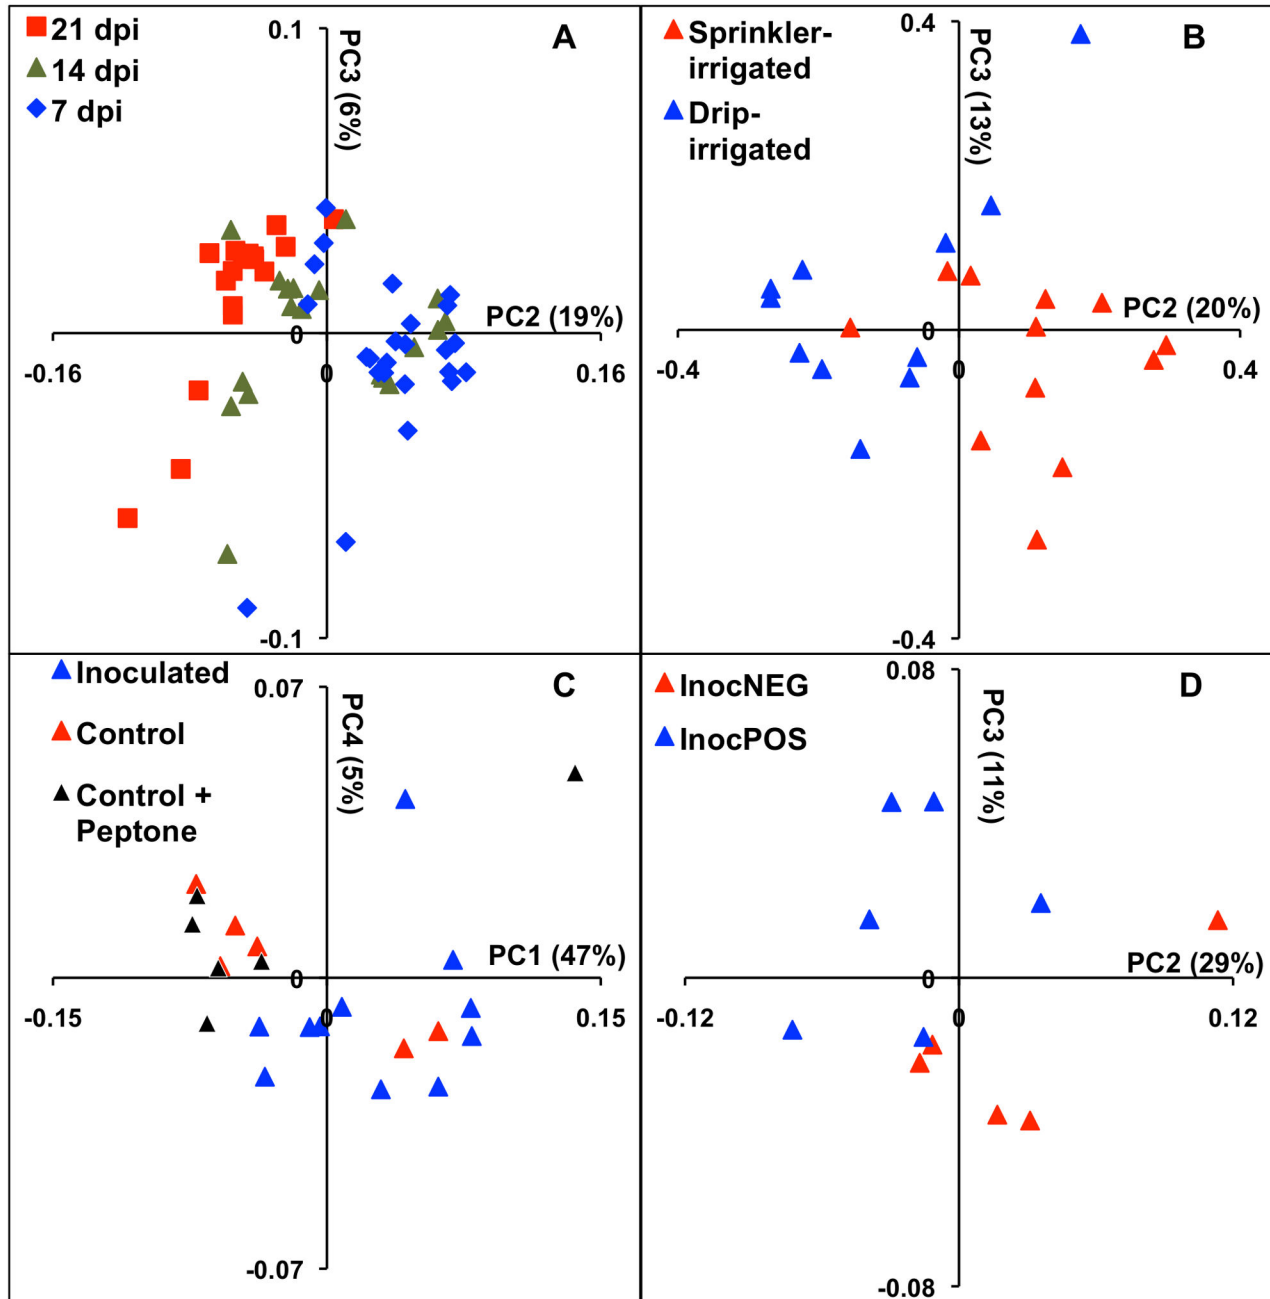 21 dpi
14 dpi
7 dpi
A
0.1
PC3 (6%)
PC2 (19%)
0
-0.16
0
0.16
-0.1
Sprinkler-
irrigated
Drip-
irrigated
B
0.4
PC3 (13%)
PC2 (20%)
0
-0.4
0
0.4
-0.4
Inoculated
Control
Control +
Peptone
C
0.07
PC4 (5%)
PC1 (47%)
0
-0.15
0
0.15
-0.07
InocNEG
InocPOS
D
0.08
PC3 (11%)
PC2 (29%)
0
-0.12
0
0.12
-0.08